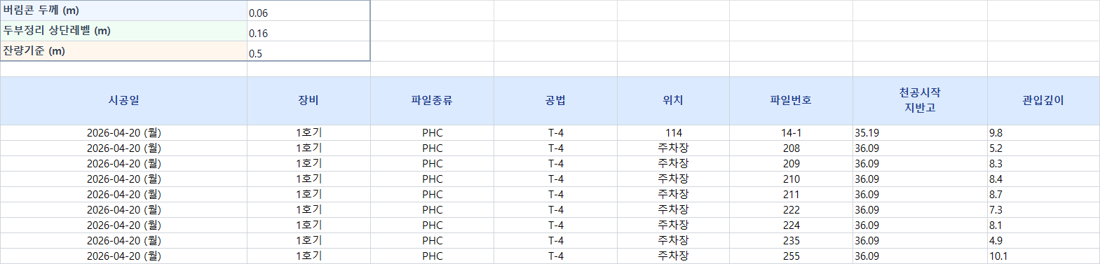 버림콘 두께 (m) 0.06
두부정리 상단레벨 (m) 0.16
잔량기준 (m) 0.5
시공일 장비 파일종류 공법 위치 파일번호 천공시작 지반고 관입깊이
2026-04-20 (월) 1호기 PHC T-4 114 14-1 35.19 9.8
2026-04-20 (월) 1호기 PHC T-4 주차장 208 36.09 5.2
2026-04-20 (월) 1호기 PHC T-4 주차장 209 36.09 8.3
2026-04-20 (월) 1호기 PHC T-4 주차장 210 36.09 8.4
2026-04-20 (월) 1호기 PHC T-4 주차장 211 36.09 8.7
2026-04-20 (월) 1호기 PHC T-4 주차장 222 36.09 7.3
2026-04-20 (월) 1호기 PHC T-4 주차장 224 36.09 8.1
2026-04-20 (월) 1호기 PHC T-4 주차장 235 36.09 4.9
2026-04-20 (월) 1호기 PHC T-4 주차장 255 36.09 10.1